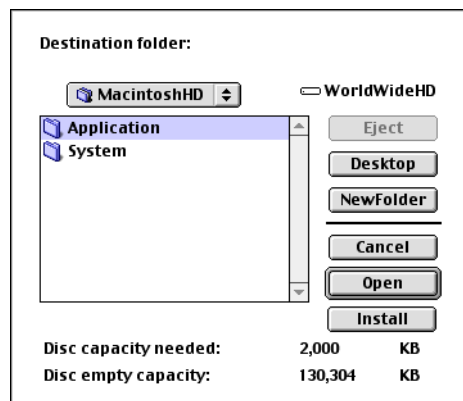 Destination folder:
MacintoshHD
WorldWideHD
Application
System
Eject
Desktop
NewFolder
Cancel
Open
Install
Disc capacity needed: 2,000 KB
Disc empty capacity: 130,304 KB